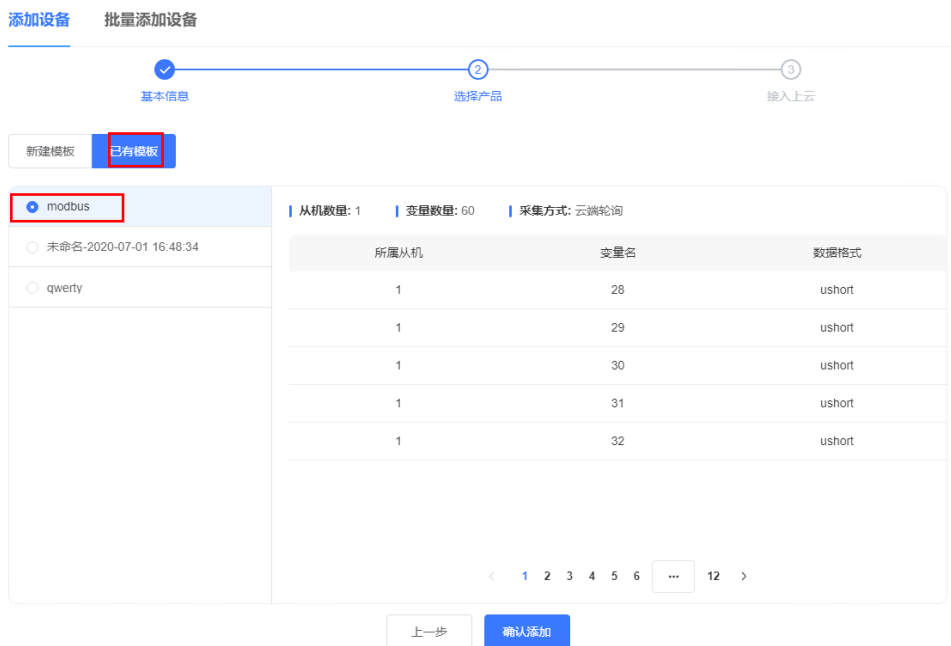 添加设备 批量添加设备
2 3
基本信息 选择产品 接入上云
新建模板 已有模板
modbus
未命名-2020-07-01 16:48:34
qwerty
从机数量: 1 变量数量: 60 采集方式: 云端轮询
所属从机 变量名 数据格式
1 28 ushort
1 29 ushort
1 30 ushort
1 31 ushort
1 32 ushort
< 1 2 3 4 5 6 ··· 12 >
上一步 确认添加